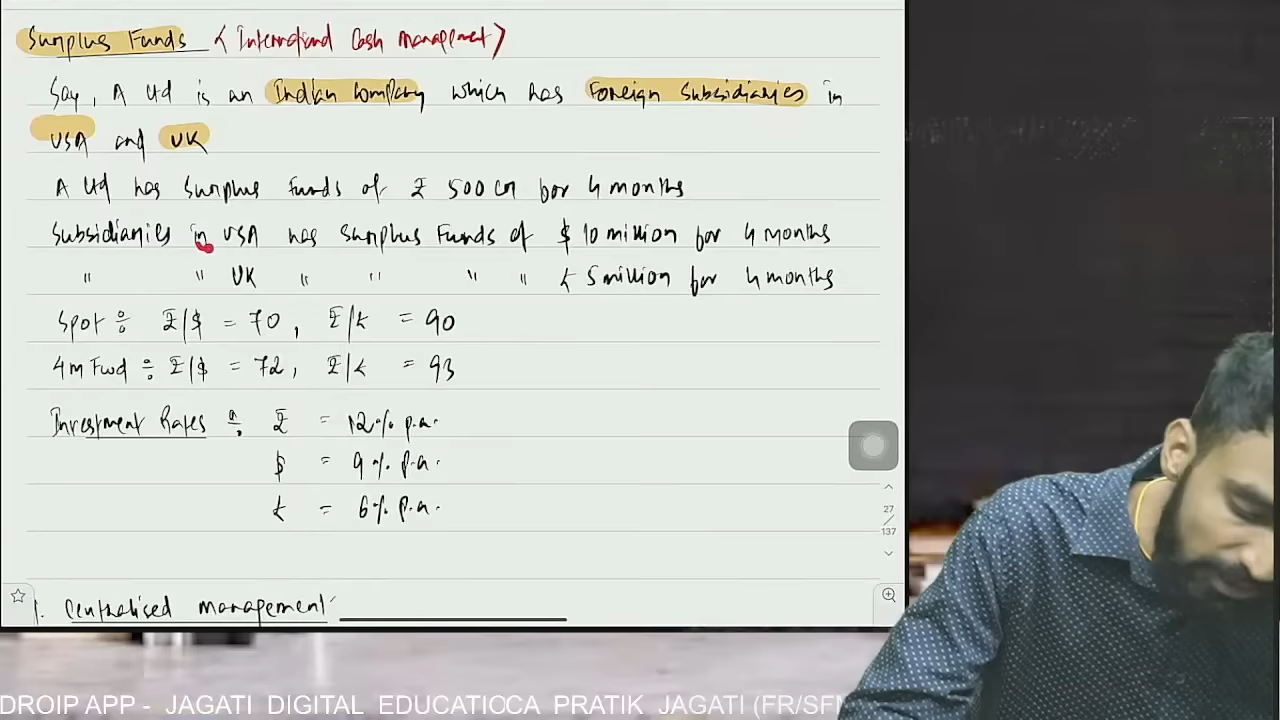 Surplus Funds < International Cash Management >
Say, A Ltd is an Indian Company which has Foreign Subsidiaries in
USA and UK
A Ltd has Surplus Funds of ₹ 500 cr for 4 months
Subsidiaries in USA has Surplus Funds of $ 10 million for 4 months
" " UK " " " " £ 5 million for 4 months
Spot ÷ ₹/$ = 70, ₹/£ = 90
4m Fwd ÷ ₹/$ = 72, ₹/£ = 93
Investment Rates ÷ ₹ = 12% p.a.
$ = 9% p.a.
£ = 6% p.a.
27
/
137
1. Centralised management
DROIP APP - JAGATI DIGITAL EDUCATIOCA PRATIK JAGATI (FR/SFM